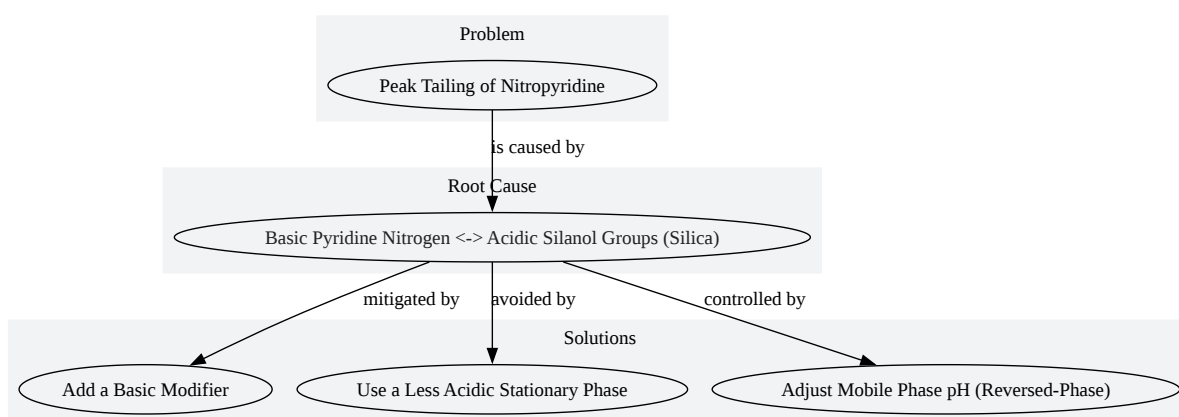 Problem
Peak Tailing of Nitropyridine
is caused by
Root Cause
Basic Pyridine Nitrogen <-> Acidic Silanol Groups (Silica)
mitigated by
avoided by
controlled by
Solutions
Add a Basic Modifier
Use a Less Acidic Stationary Phase
Adjust Mobile Phase pH (Reversed-Phase)